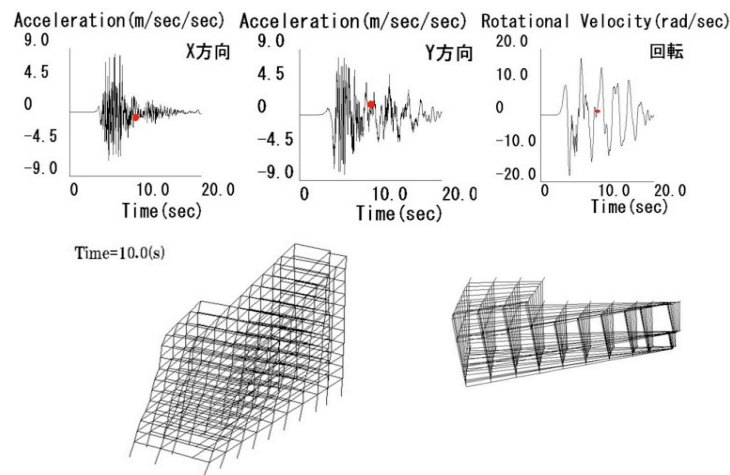 Acceleration(m/sec/sec)
X方向
9.0
4.5
0
-4.5
-9.0
0
10.0
20.0
Time(sec)
Acceleration(m/sec/sec)
Y方向
9.0
4.5
0
-4.5
-9.0
0
10.0
20.0
Time(sec)
Rotational Velocity(rad/sec)
回転
20.0
10.0
0
-10.0
-20.0
0
10.0
20.0
Time(sec)
Time=10.0(s)